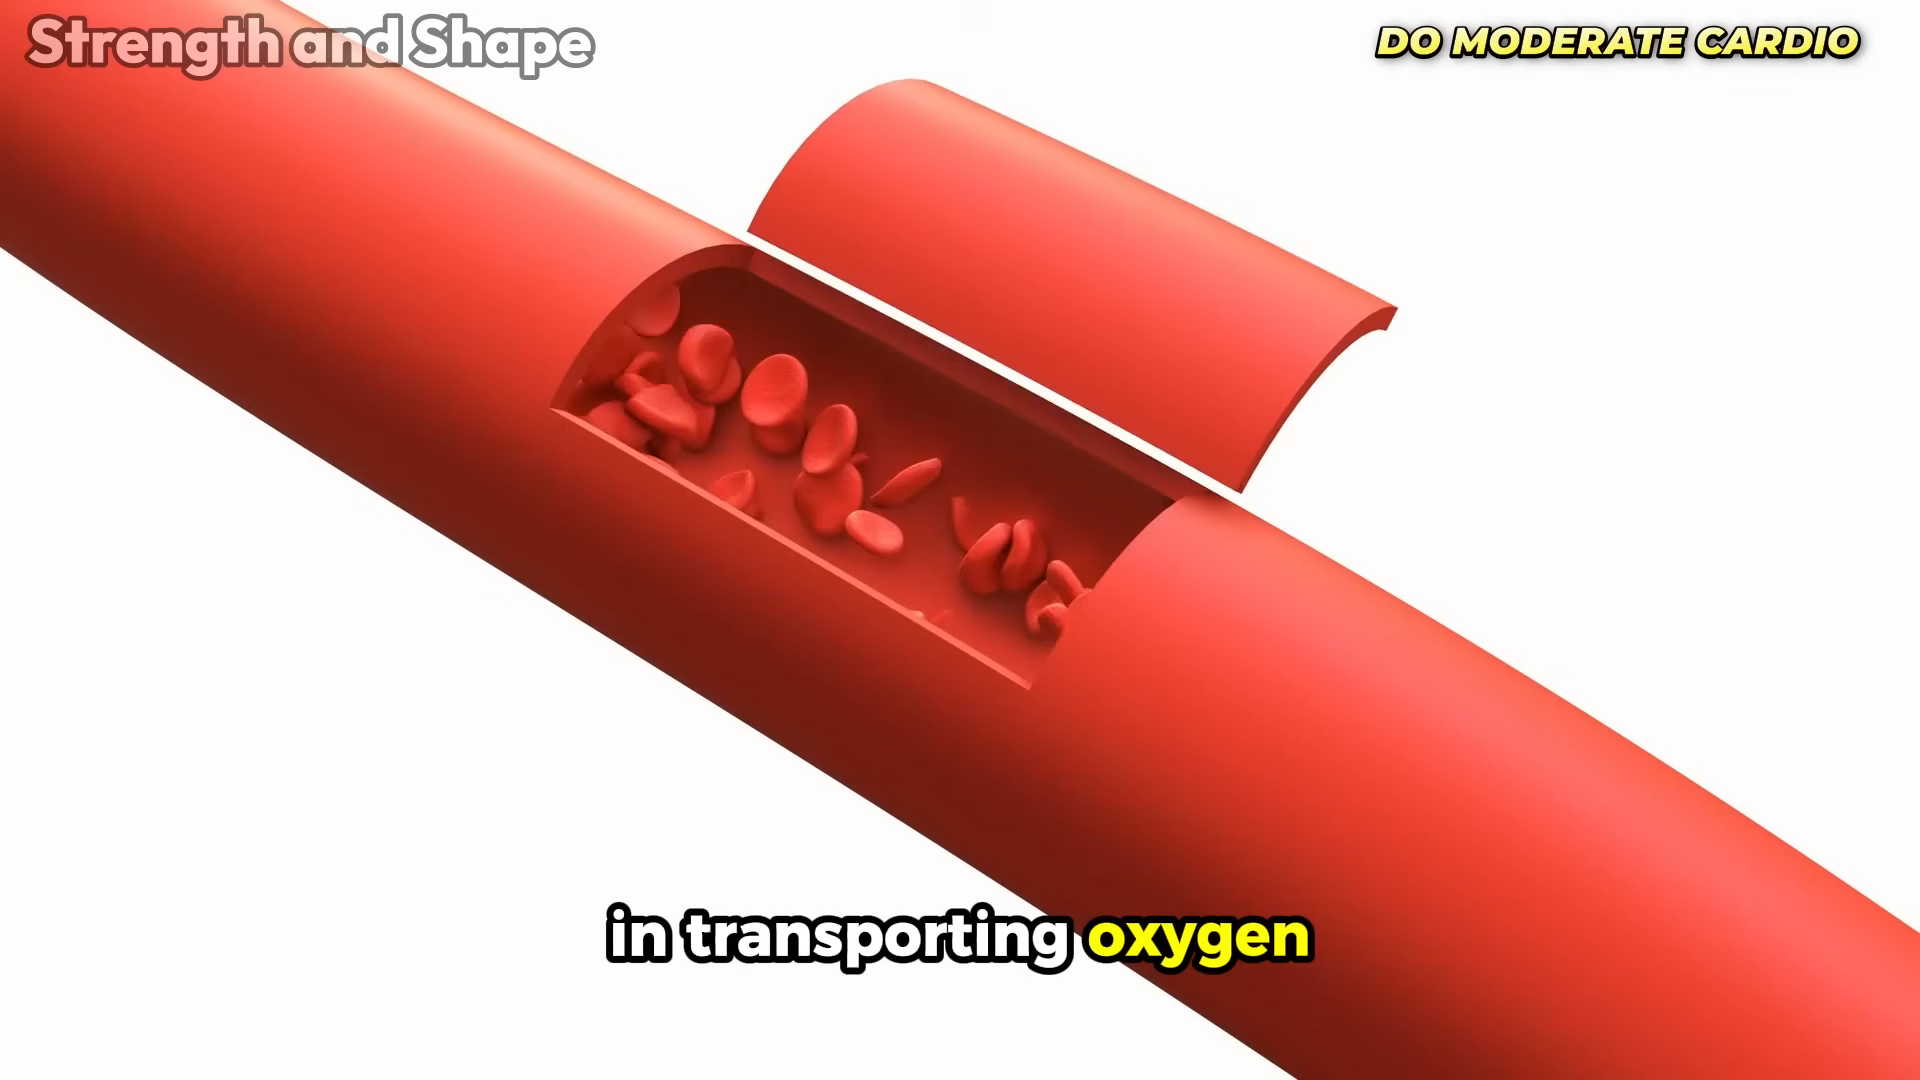 Strength and Shape
DO MODERATE CARDIO
in transporting oxygen